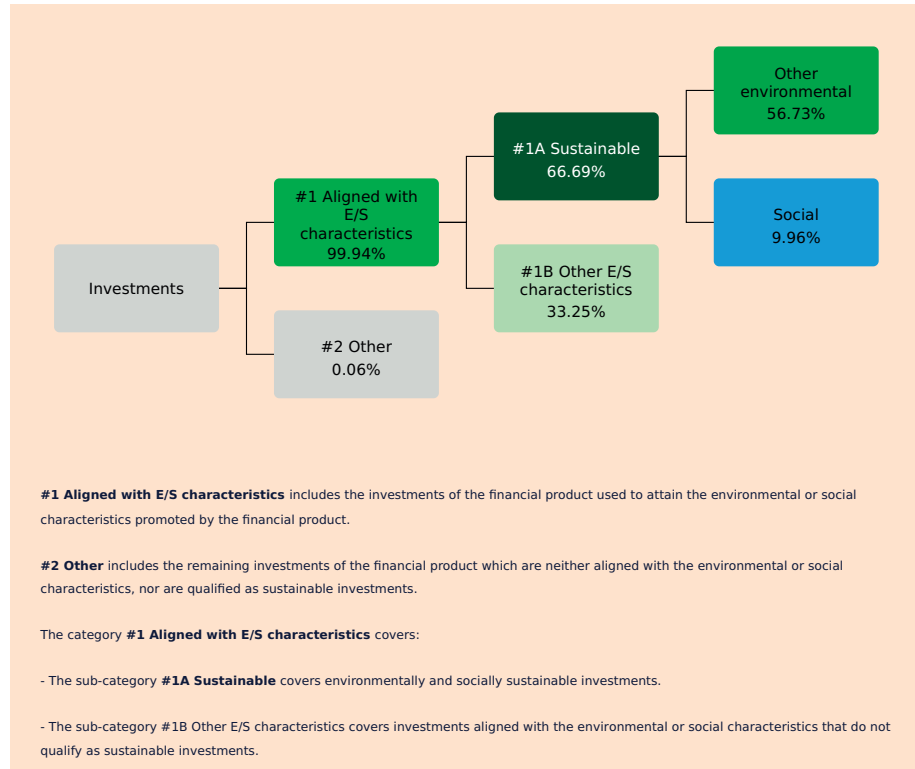 Other
environmental
56.73%
#1A Sustainable
66.69%
#1 Aligned with
E/S
characteristics
99.94%
Social
9.96%
Investments
#1B Other E/S
characteristics
33.25%
#2 Other
0.06%
#1 Aligned with E/S characteristics includes the investments of the financial product used to attain the environmental or social
characteristics promoted by the financial product.
#2 Other includes the remaining investments of the financial product which are neither aligned with the environmental or social
characteristics, nor are qualified as sustainable investments.
The category #1 Aligned with E/S characteristics covers:
- The sub-category #1A Sustainable covers environmentally and socially sustainable investments.
- The sub-category #1B Other E/S characteristics covers investments aligned with the environmental or social characteristics that do not
qualify as sustainable investments.